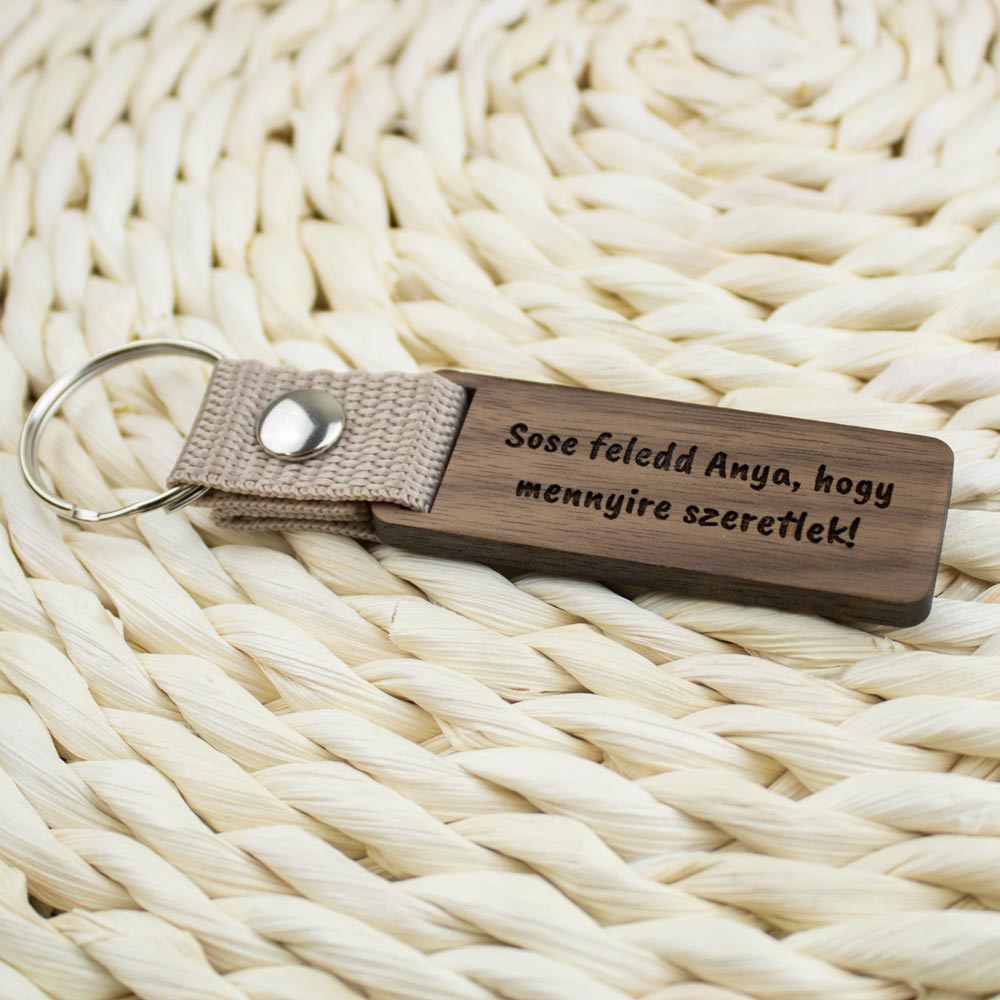 Sose feledd Anya, hogy
mennyire szeretlek!